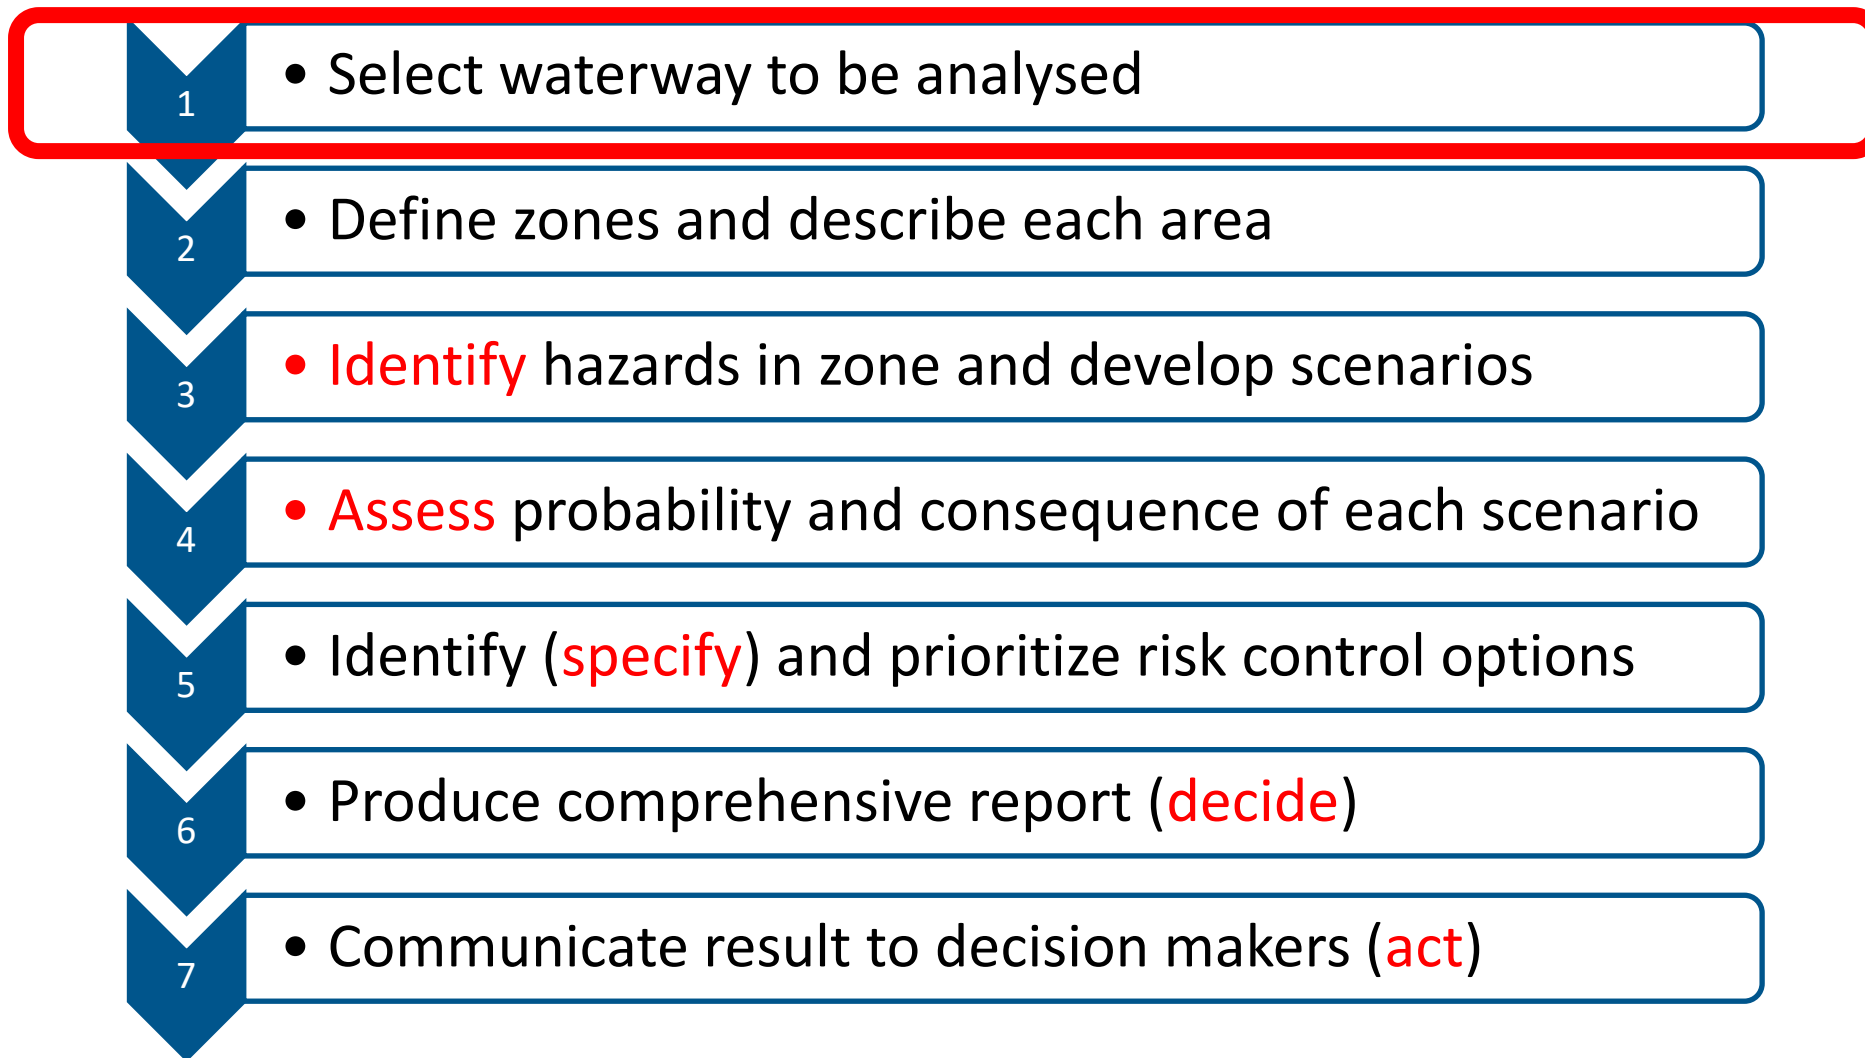 1
• Select waterway to be analysed
2
• Define zones and describe each area
3
• Identify hazards in zone and develop scenarios
4
• Assess probability and consequence of each scenario
5
• Identify (specify) and prioritize risk control options
6
• Produce comprehensive report (decide)
7
• Communicate result to decision makers (act)